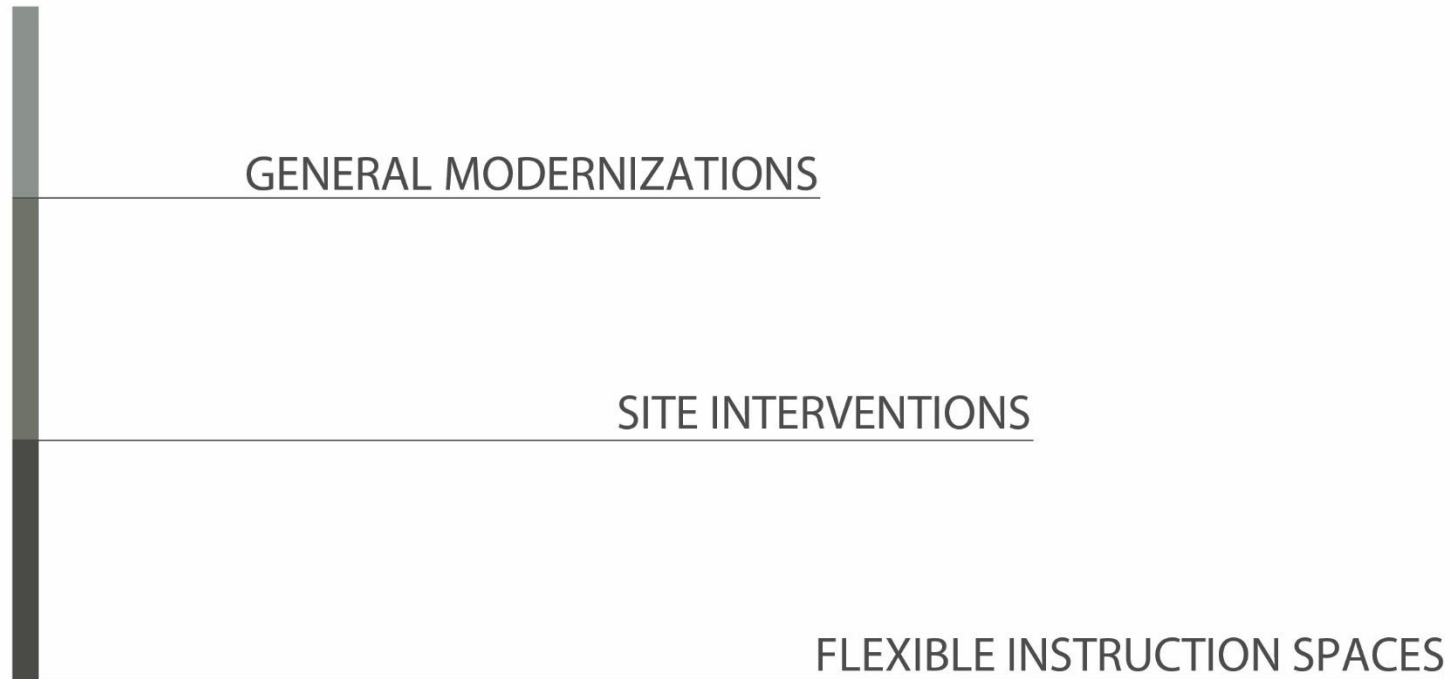 GENERAL MODERNIZATIONS
SITE INTERVENTIONS
FLEXIBLE INSTRUCTION SPACES